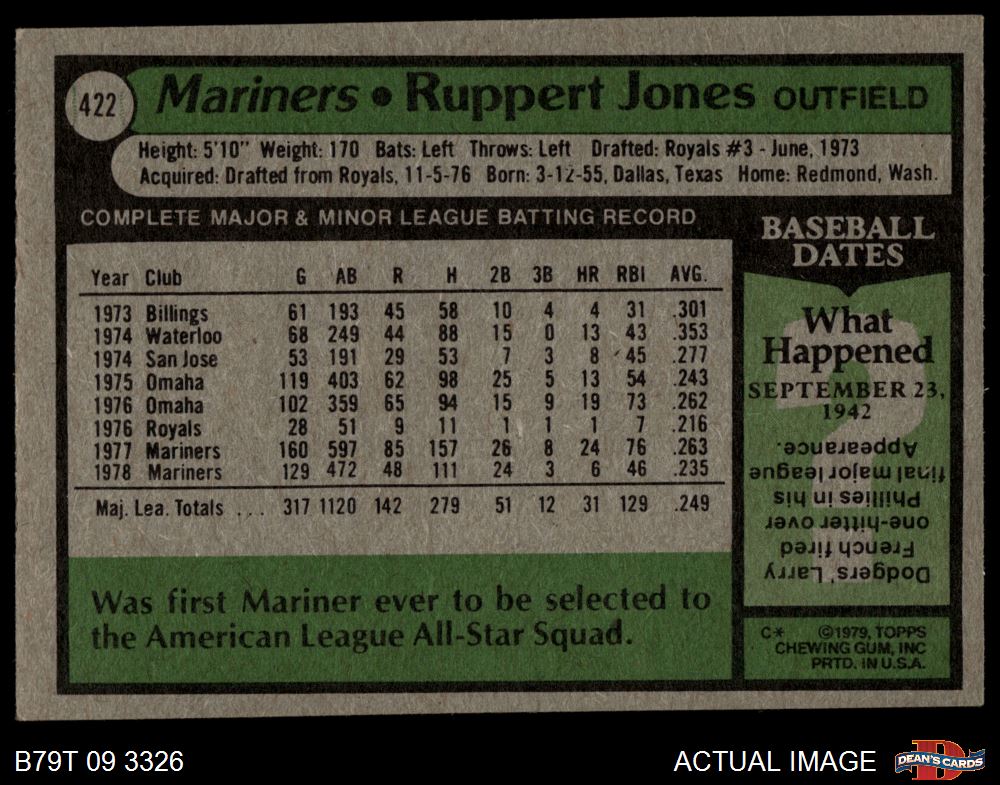 422
Mariners • Ruppert Jones OUTFIELD
Height: 5'10" Weight: 170 Bats: Left Throws: Left Drafted: Royals #3 - June, 1973
Acquired: Drafted from Royals, 11-5-76 Born: 3-12-55, Dallas, Texas Home: Redmond, Wash.
COMPLETE MAJOR & MINOR LEAGUE BATTING RECORD
Year Club G AB R H 2B 3B HR RBI AVG.
1973 Billings 61 193 45 58 10 4 4 31 .301
1974 Waterloo 68 249 44 88 15 0 13 43 .353
1974 San Jose 53 191 29 53 7 3 8 45 .277
1975 Omaha 119 403 62 98 25 5 13 54 .243
1976 Omaha 102 359 65 94 15 9 19 73 .262
1976 Royals 28 51 9 11 1 1 1 7 .216
1977 Mariners 160 597 85 157 26 8 24 76 .263
1978 Mariners 129 472 48 111 24 3 6 46 .235
Maj. Lea. Totals ... 317 1120 142 279 51 12 31 129 .249
Was first Mariner ever to be selected to
the American League All-Star Squad.
BASEBALL
DATES
What
Happened
SEPTEMBER 23,
1942
?
Dodgers' Larry
French fired
one-hitter over
Phillies in his
final major league
Appearance.
C* ©1979, TOPPS
CHEWING GUM, INC
PRTD. IN U.S.A.
B79T 09 3326
ACTUAL IMAGE
D
DEAN'S CARDS